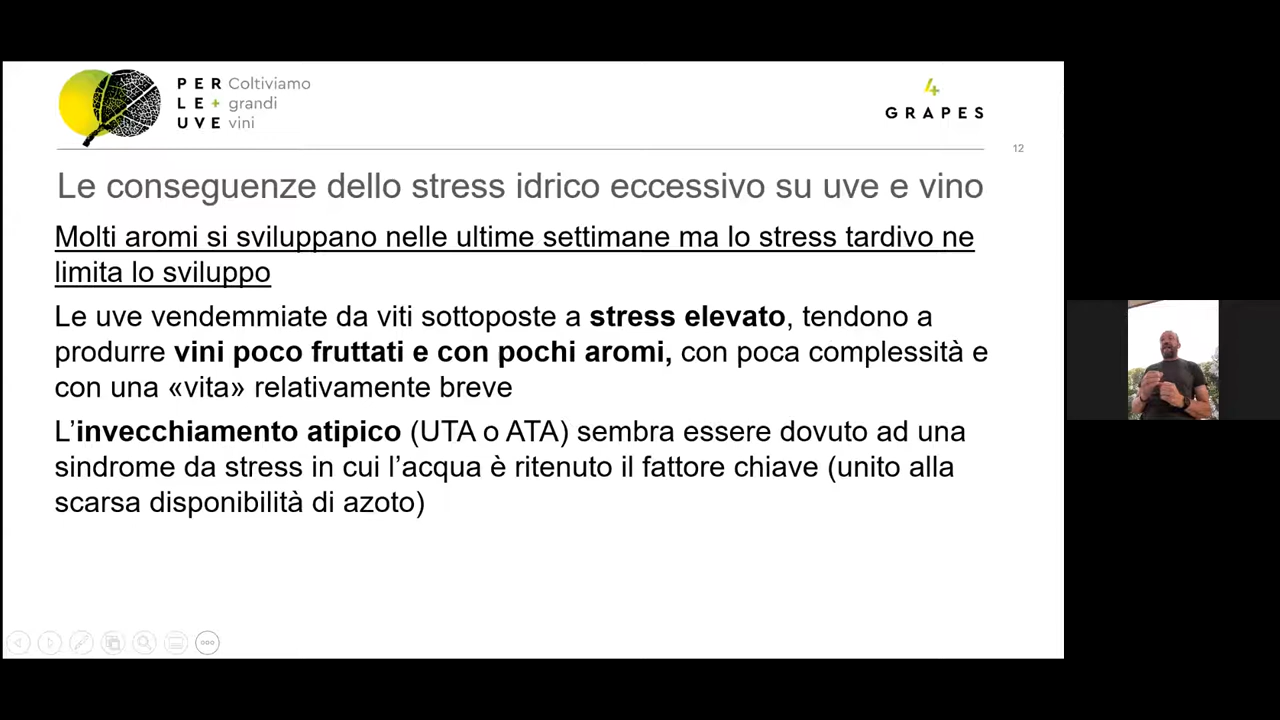 PER Coltiviamo
LE+ grandi
UVE vini
4+
GRAPES
12
Le conseguenze dello stress idrico eccessivo su uve e vino
Molti aromi si sviluppano nelle ultime settimane ma lo stress tardivo ne
limita lo sviluppo
Le uve vendemmiate da viti sottoposte a stress elevato, tendono a
produrre vini poco fruttati e con pochi aromi, con poca complessità e
con una «vita» relativamente breve
L’invecchiamento atipico (UTA o ATA) sembra essere dovuto ad una
sindrome da stress in cui l’acqua è ritenuto il fattore chiave (unito alla
scarsa disponibilità di azoto)